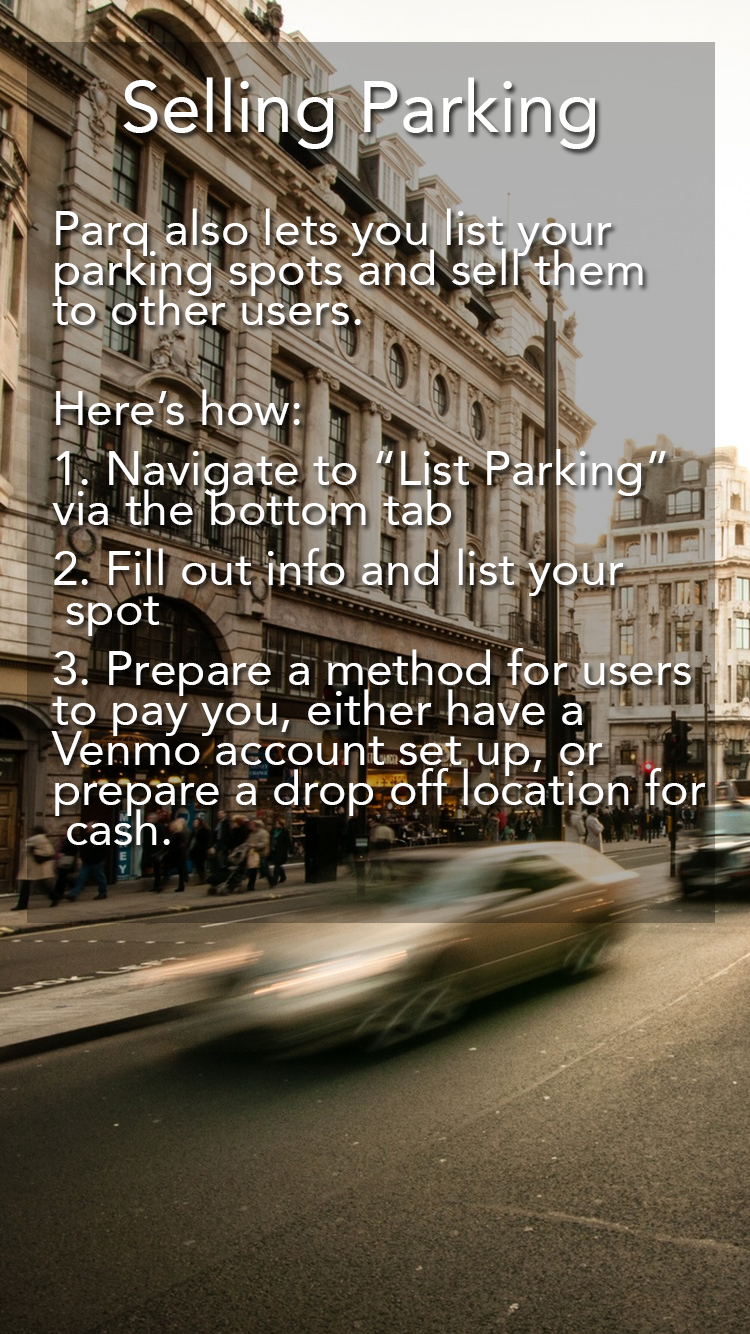 Selling Parking
Parq also lets you list your
parking spots and sell them
to other users.
Here’s how:
1. Navigate to “List Parking”
via the bottom tab
2. Fill out info and list your
spot
3. Prepare a method for users
to pay you, either have a
Venmo account set up, or
prepare a drop off location for
cash.